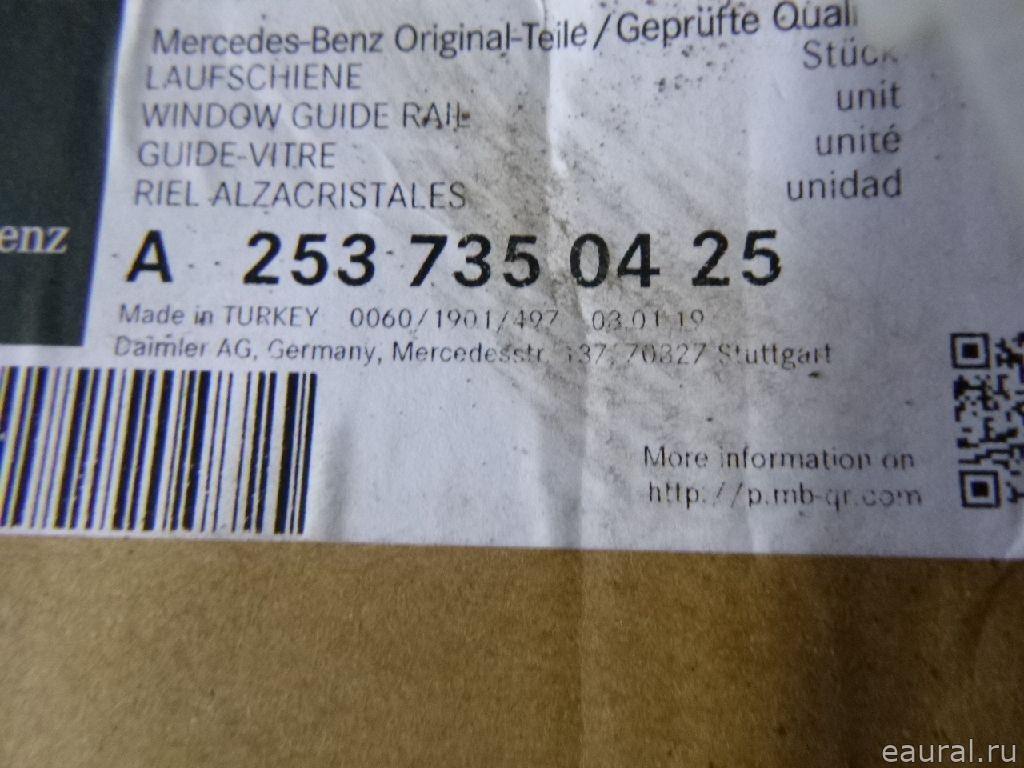 Mercedes-Benz Original-Teile/Geprüfte Quali
LAUFSCHIENE Stück
WINDOW GUIDE RAIL unit
GUIDE-VITRE unité
RIEL ALZACRISTALES unidad
enz
A 253 735 04 25
Made in TURKEY 0060/1901/497 03.01.19
Daimler AG, Germany, Mercedesstr. 137, 70327 Stuttgart
More information on
http://p.mb-qr.com
eaural.ru